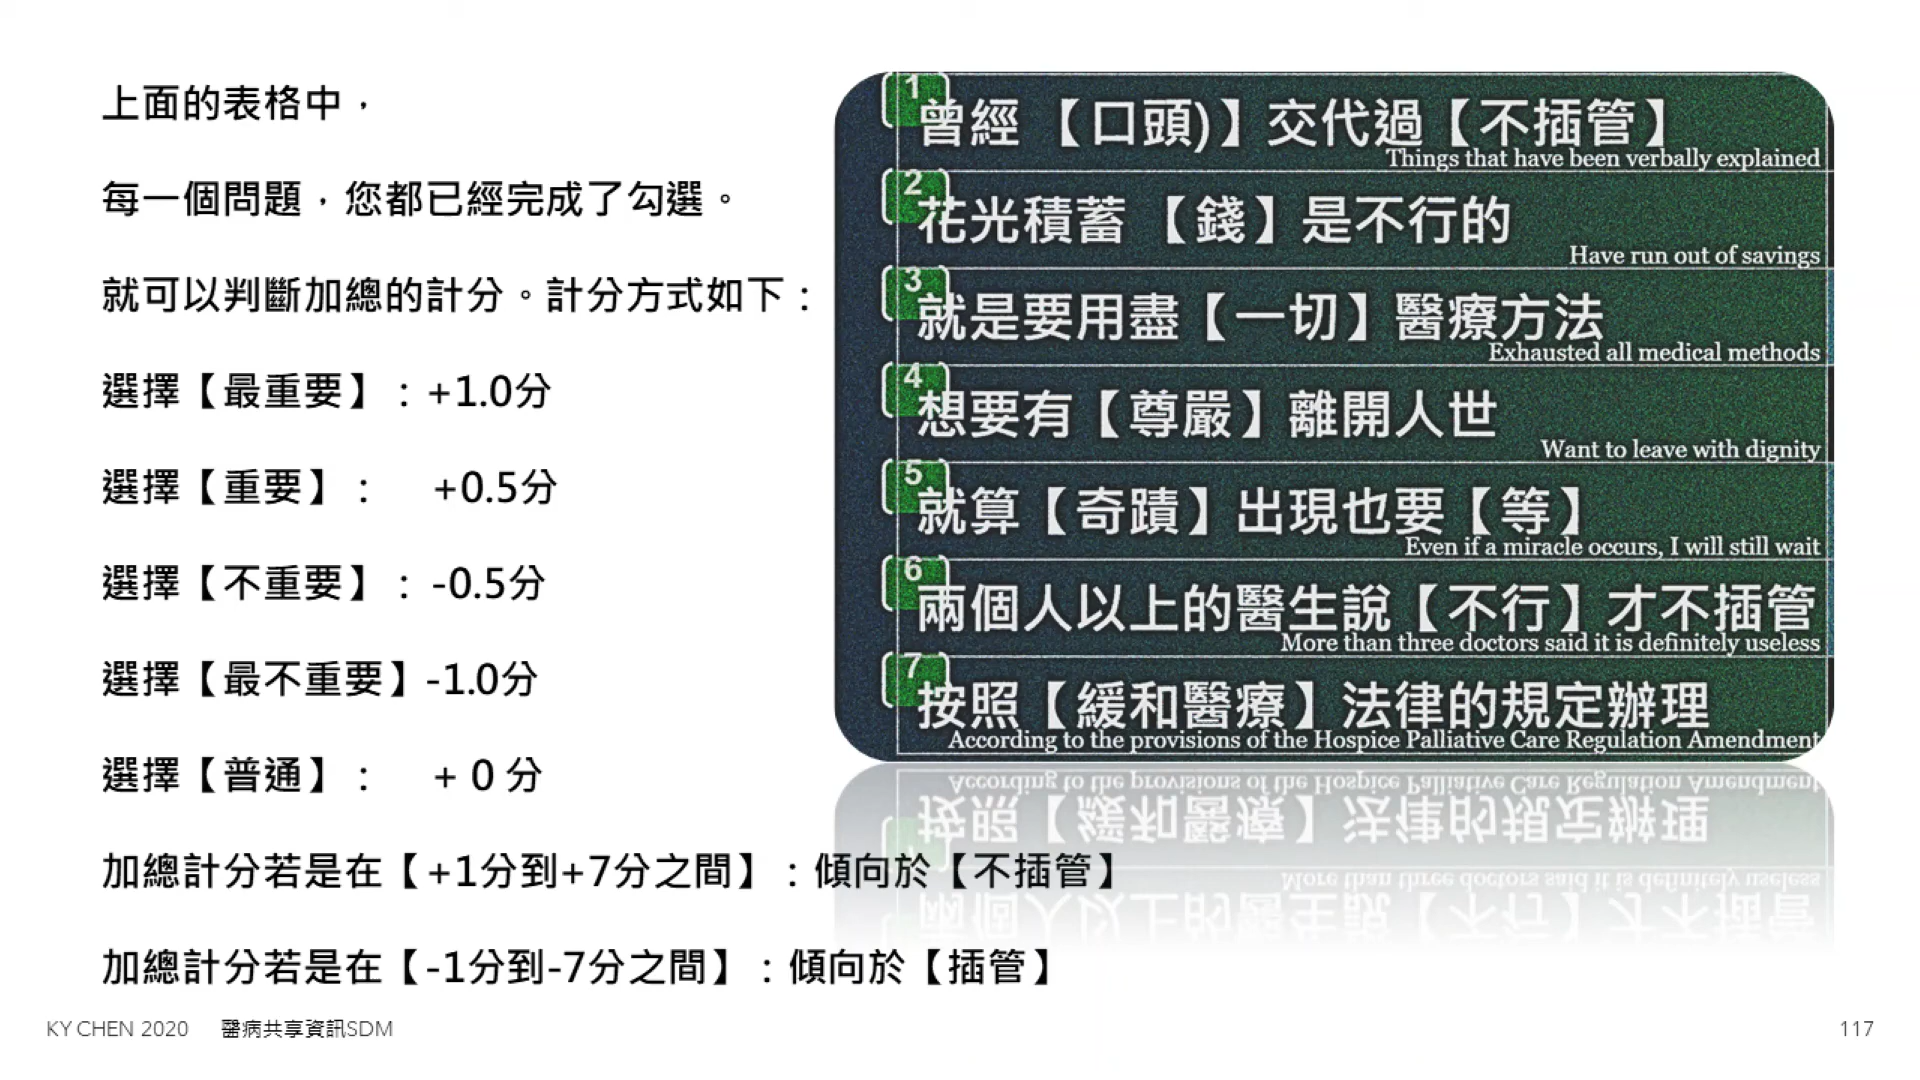 上面的表格中，
每一個問題，您都已經完成了勾選。
就可以判斷加總的計分。計分方式如下：
選擇【最重要】：+1.0分
選擇【重要】： +0.5分
選擇【不重要】：-0.5分
選擇【最不重要】-1.0分
選擇【普通】： + 0 分
加總計分若是在【+1分到+7分之間】：傾向於【不插管】
加總計分若是在【-1分到-7分之間】：傾向於【插管】
1
曾經 【口頭)】交代過【不插管】
Things that have been verbally explained
2
花光積蓄 【錢】是不行的
Have run out of savings
3
就是要用盡【一切】醫療方法
Exhausted all medical methods
4
想要有【尊嚴】離開人世
Want to leave with dignity
5
就算【奇蹟】出現也要【等】
Even if a miracle occurs, I will still wait
6
兩個人以上的醫生說【不行】才不插管
More than three doctors said it is definitely useless
7
按照【緩和醫療】法律的規定辦理
According to the provisions of the Hospice Palliative Care Regulation Amendment
KY CHEN 2020 醫病共享資訊SDM
117